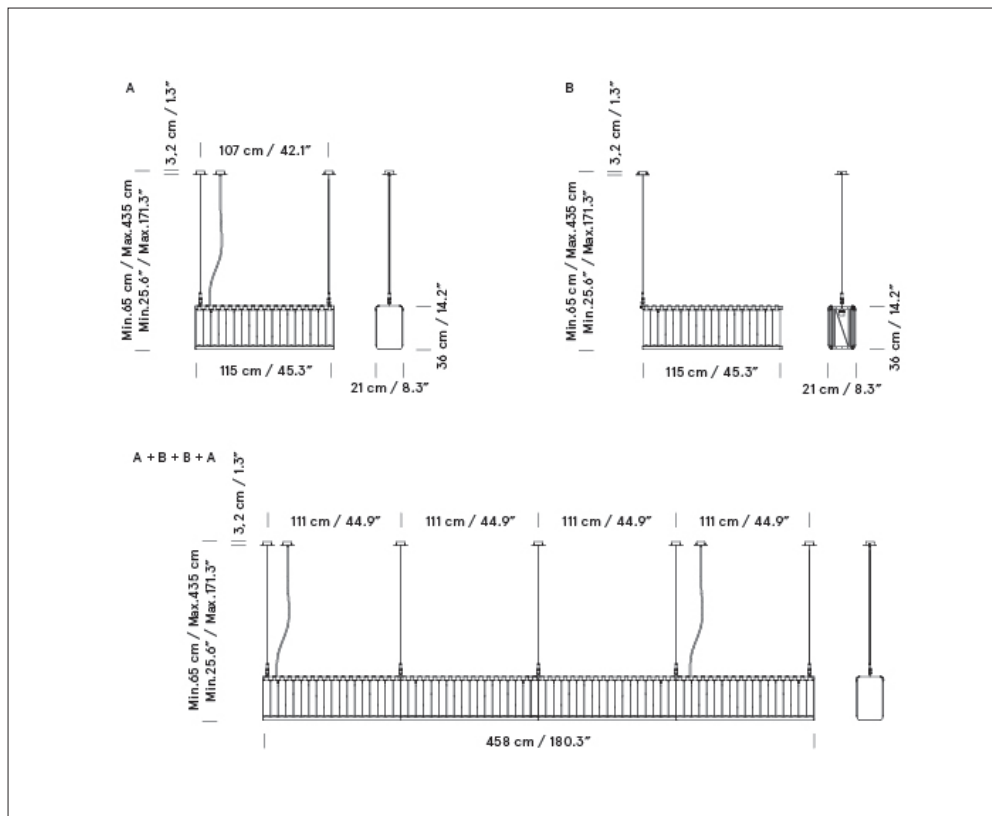 A
3,2 cm / 1.3”
107 cm / 42.1”
Min.65 cm / Max.435 cm
Min.25.6” / Max.171.3”
36 cm / 14.2”
115 cm / 45.3”
21 cm / 8.3”
B
3,2 cm / 1.3”
Min.65 cm / Max.435 cm
Min.25.6” / Max.171.3”
36 cm / 14.2”
115 cm / 45.3”
21 cm / 8.3”
A + B + B + A
3,2 cm / 1.3”
111 cm / 44.9”
111 cm / 44.9”
111 cm / 44.9”
111 cm / 44.9”
Min.65 cm / Max.435 cm
Min.25.6” / Max.171.3”
458 cm / 180.3”